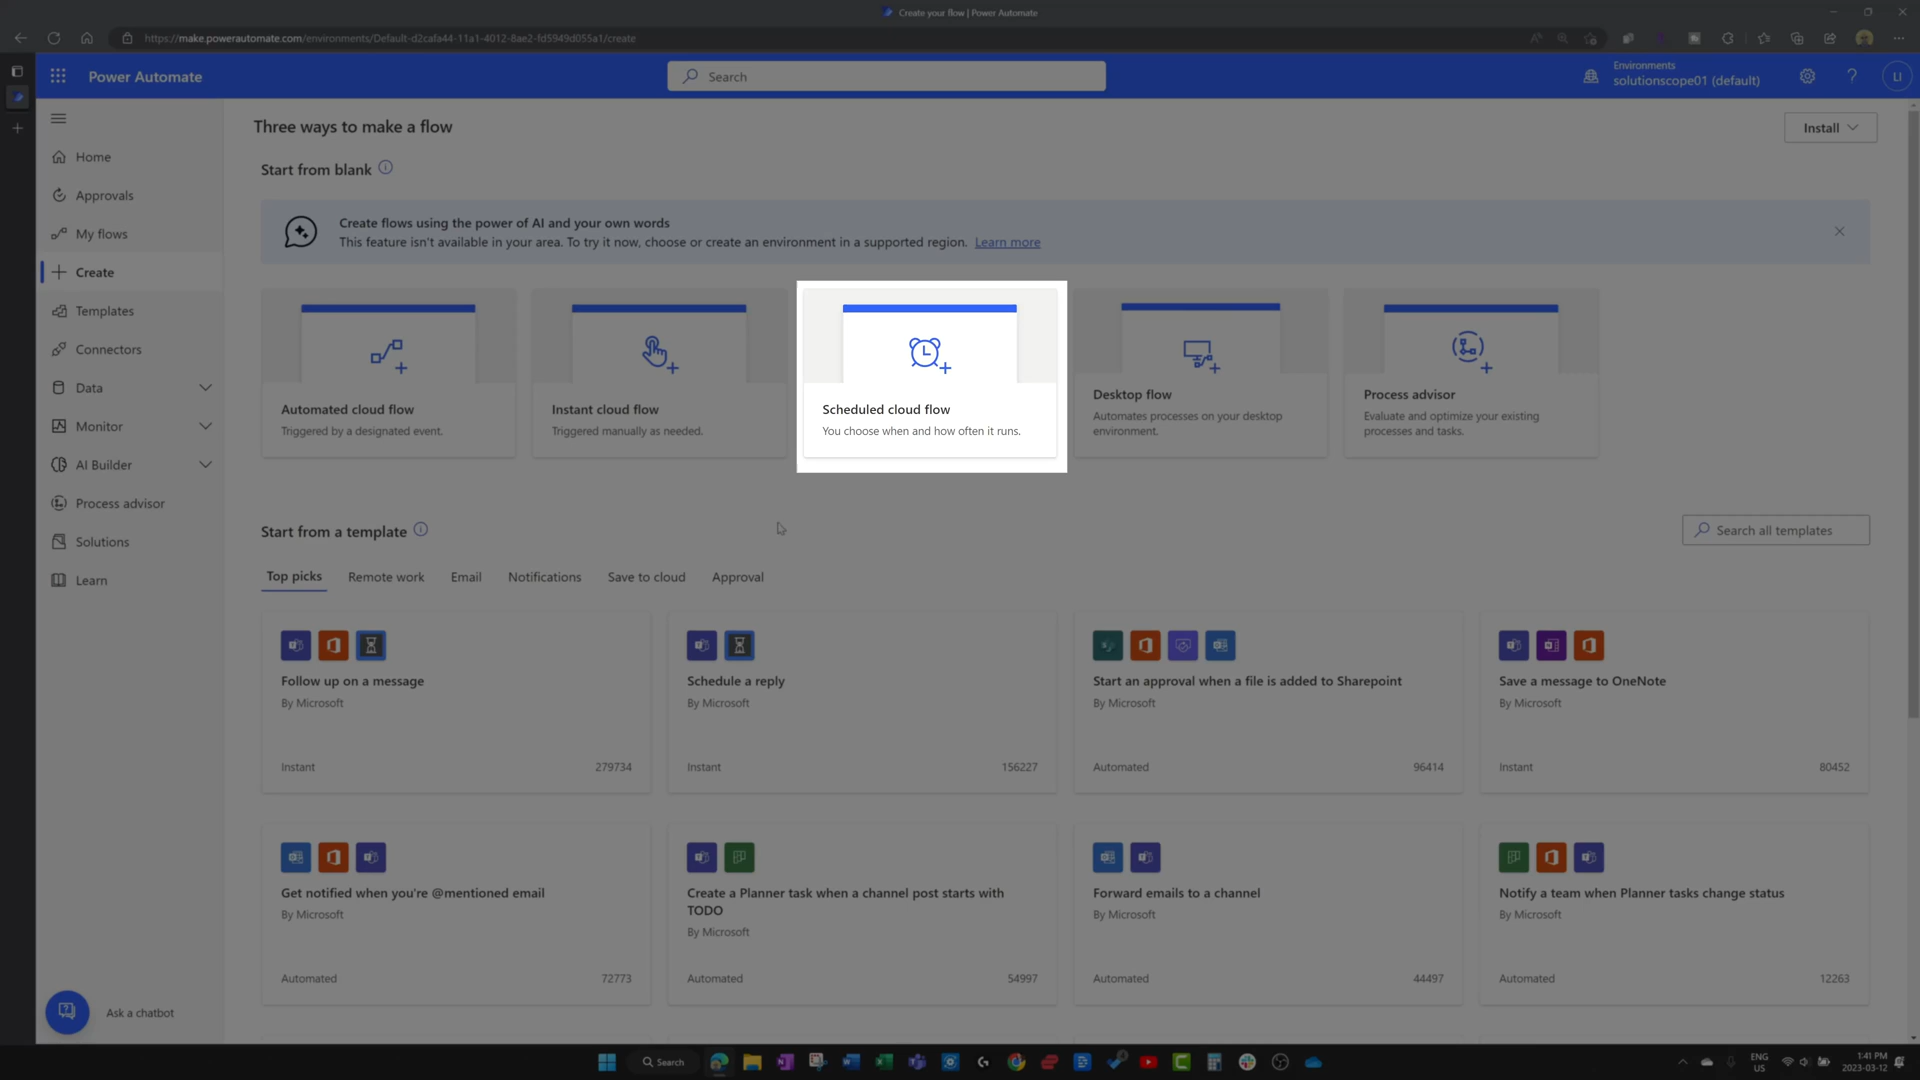 Create your flow | Power Automate
https://make.powerautomate.com/environments/Default-d2cafa44-11a1-4012-8ae2-fd5949d055a1/create
Power Automate
Search
Environments
solutionscope01 (default)
?
LI
Three ways to make a flow
Install
Home
Approvals
My flows
Create
Templates
Connectors
Data
Monitor
AI Builder
Process advisor
Solutions
Learn
Ask a chatbot
Start from blank
Create flows using the power of AI and your own words
This feature isn't available in your area. To try it now, choose or create an environment in a supported region. Learn more
Automated cloud flow
Triggered by a designated event.
Instant cloud flow
Triggered manually as needed.
Scheduled cloud flow
You choose when and how often it runs.
Desktop flow
Automates processes on your desktop
environment.
Process advisor
Evaluate and optimize your existing
processes and tasks.
Start from a template
Search all templates
Top picks
Remote work
Email
Notifications
Save to cloud
Approval
Follow up on a message
By Microsoft
Instant
279734
Schedule a reply
By Microsoft
Instant
156227
Start an approval when a file is added to Sharepoint
By Microsoft
Automated
96414
Save a message to OneNote
By Microsoft
Instant
80452
Get notified when you're @mentioned email
By Microsoft
Automated
72773
Create a Planner task when a channel post starts with
TODO
By Microsoft
Automated
54997
Forward emails to a channel
By Microsoft
Automated
44497
Notify a team when Planner tasks change status
By Microsoft
Automated
12263
Search
ENG
US
1:41 PM
2023-03-12